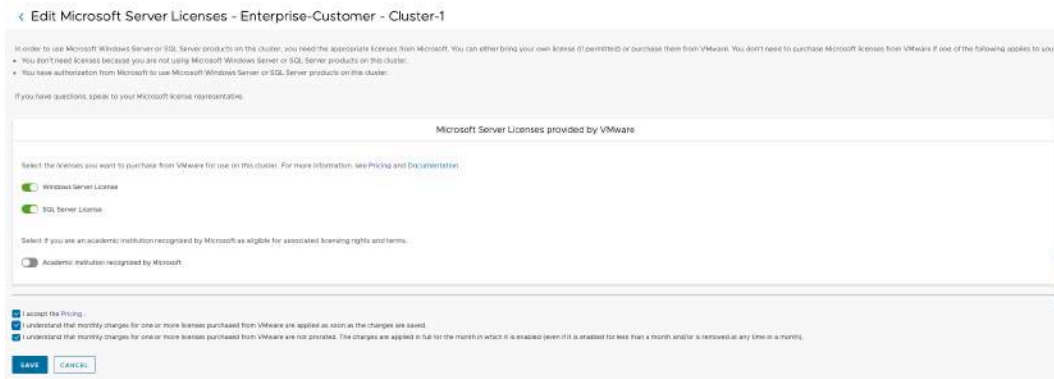 Edit Microsoft Server Licenses - Enterprise-Customer - Cluster-1
In order to use Microsoft Windows Server or SQL Server products on this cluster, you need the appropriate licenses from Microsoft. You can either bring your own license (if permitted) or purchase them from VMware. You don't need to purchase Microsoft licenses from VMware if one of the following applies to you
• You don't need licenses because you are not using Microsoft Windows Server or SQL Server products on this cluster.
• You have authorization from Microsoft to use Microsoft Windows Server or SQL Server products on this cluster.
If you have questions, speak to your Microsoft license representative.
Microsoft Server Licenses provided by VMware
Select the licenses you want to purchase from VMware for use on this cluster. For more information, see Pricing and Documentation
Windows Server License
SQL Server License
Select if you are an academic institution recognized by Microsoft as eligible for associated licensing rights and terms.
Academic institution recognized by Microsoft
I accept the Pricing.
I understand that monthly charges for one or more licenses purchased from VMware are applied as soon as the changes are saved.
I understand that monthly charges for one or more licenses purchased from VMware are not prorated. The charges are applied in full for the month in which it is enabled (even if it is enabled for less than a month and/or is removed at any time in a month).
SAVE CANCEL